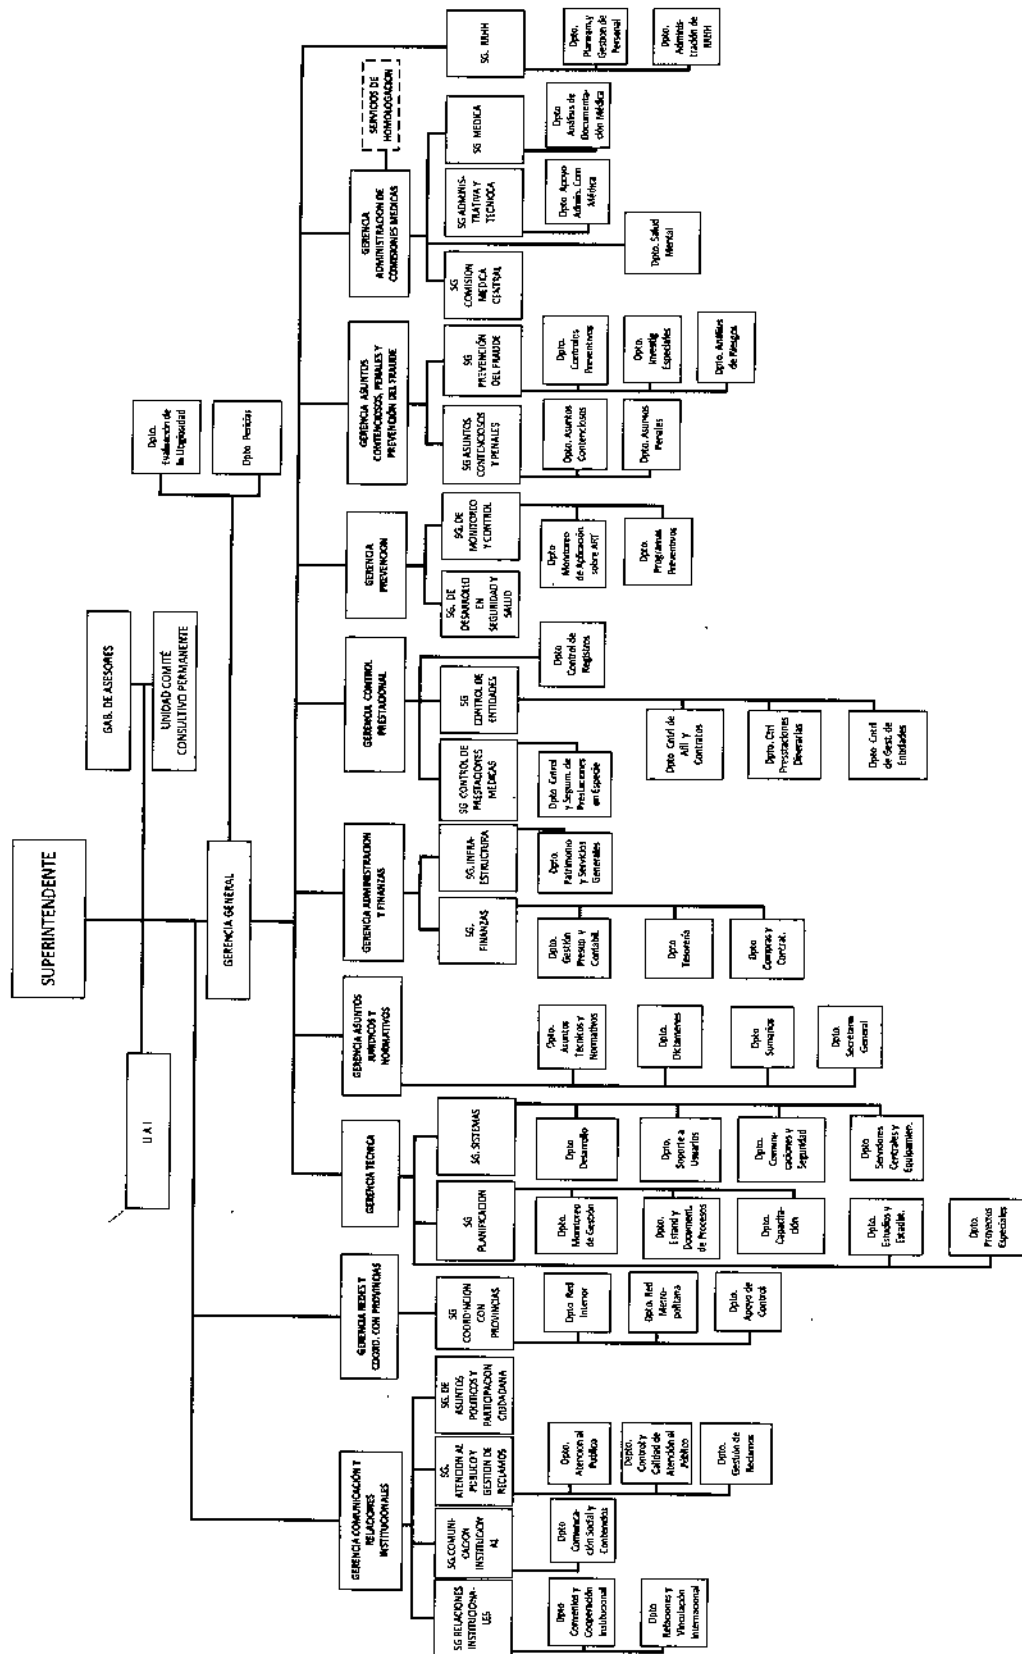 SUPERINTENDENTE
U A I
GAB. DE ASESORES
UNIDAD COMITÉ
CONSULTIVO PERMANENTE
GERENCIA GENERAL
Dpto.
Evaluación de
la Litigiosidad
Dpto Pericias
GERENCIA COMUNICACIÓN Y
RELACIONES
INSTITUCIONALES
GERENCIA REDES Y
COORD. CON PROVINCIAS
GERENCIA TECNICA
GERENCIA ASUNTOS
JURIDICOS Y
NORMATIVOS
GERENCIA ADMINISTRACION
Y FINANZAS
GERENCIA CONTROL
PRESTACIONAL
GERENCIA
PREVENCION
GERENCIA ASUNTOS
CONTENCIOSOS, PENALES Y
PREVENCIÓN DEL FRAUDE
GERENCIA
ADMINISTRACION DE
COMISIONES MEDICAS
SERVICIOS DE
HOMOLOGACION
SG RELACIONES
INSTITUCIONA-
LES
SG.COMUNI-
CACION
INSTITUCION
AL
SG.
ATENCION AL
PUBLICO Y
GESTION DE
RECLAMOS
SG. DE
ASUNTOS
POLITICOS Y
PARTICIPACION
CIUDADANA
SG
COORDINCION
CON
PROVINCIAS
SG
PLANIFICACION
SG. SISTEMAS
SG.
FINANZAS
SG. INFRA-
ESTRUCTURA
SG CONTROL DE
PRESTACIONES
MEDICAS
SG
CONTROL DE
ENTIDADES
SG. DE
DESARROLLO
EN
SEGURIDAD Y
SALUD
SG. DE
MONITOREO
Y CONTROL
SG ASUNTOS
CONTENCIOSOS
Y PENALES
SG
PREVENCIÓN
DEL FRAUDE
SG
COMISION
MEDICA
CENTRAL
SG ADMINIS-
TRATIVA Y
TECNICCA
SG MEDICA
SG. RRHH
Dpto
Convenios y
Cooperación
Institucional
Dpto
Relaciones y
Vinculación
Internacional
Dpto
Comunica-
ción Social y
Contenidos
Dpto.
Atencion al
Publica
Depto.
Control y
Calidad de
Atención al
Público
Dpto.
Gestión de
Reclamos
Dpto Red
Interior
Dpto. Red
Metro-
politana
Dpto.
Apoyo de
Control
Dpto.
Monitoreo
de Gestión
Dpto.
Estand y
Document.
de Procesos
Dpto.
Capacita-
ción
Dpto.
Estudios y
Estadist.
Dpto.
Proyectos
Especiales
Dpto
Desarrollo
Dpto.
Soporte a
Usuarios
Dpto.
Comuni-
caciones y
Seguridad
Dpto
Servidores
Centrales y
Equipamien.
Dpto.
Asuntos
Técnicos y
Normativos
Dpto.
Dictamenes
Dpto
Sumarios
Dpto
Secretaria
General
Dpto.
Gestión
Presup y
Contabil.
Dpto
Tesorería
Dpto
Compras y
Contrat.
Dpto.
Patrimonio
y Servicios
Generales
Dpto Cntrol
y Seguim. de
Prestaciones
en Especie
Dpto
Control de
Registros
Dpto Cntrl de
Afil y
Contratos
Dpto. Ctrl
Presstaciones
Dinerarias
Dpto Cntrl
de Gest. de
Entidades
Dpto
Monitoreo
de Aplicación
sobre ART
Dpto.
Programas
Preventivos
Dpto. Asuntos
Contenciosos
Dpto. Asuntos
Penales
Dpto.
Controles
Preventivos
Dpto.
Investig
Especiales
Dpto. Análisis
de Riesgos
Dpto. Salud
Mental
Dpto Apoyo
Admin. Com
Médica
Dpto
Análisis de
Documenta-
ción Médica
Dpto.
Planeam.y
Gestion de
Personal
Dpto.
Adminis-
tración de
RRHH